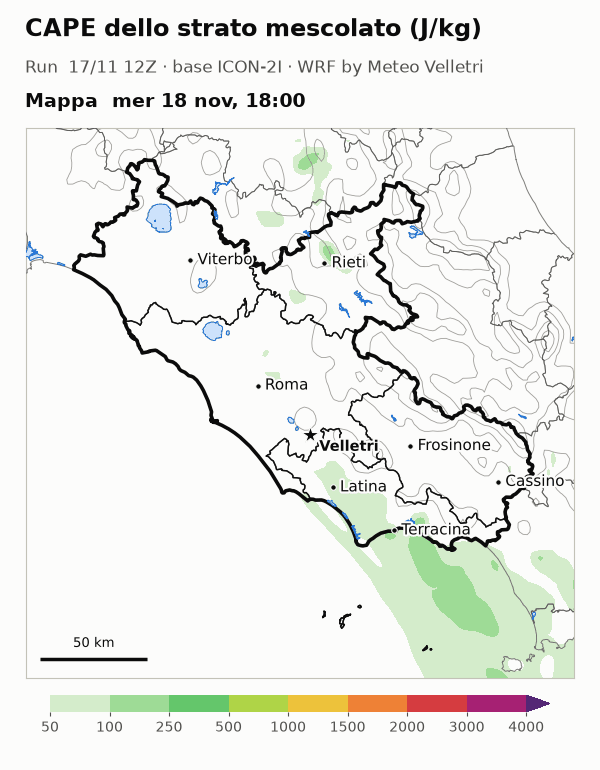 CAPE dello strato mescolato (J/kg)
Run  17/11 12Z · base ICON-2I · WRF by Meteo Velletri
Mappa  mer 18 nov, 18:00
Viterbo
Rieti
Roma
Velletri
Frosinone
Cassino
Latina
Terracina
50 km
50 100 250 500 1000 1500 2000 3000 4000